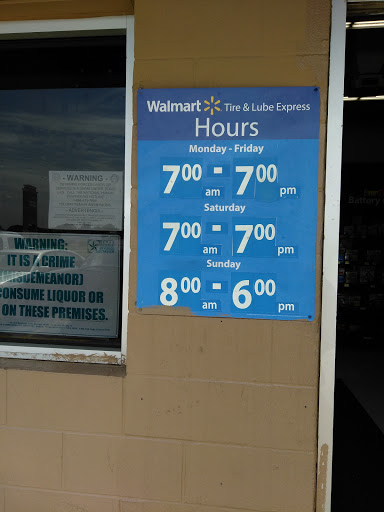 Walmart Tire & Lube Express
Hours
Monday - Friday
7 00 am - 7 00 pm
Saturday
7 00 am - 7 00 pm
Sunday
8 00 am - 6 00 pm
- WARNING -
WARNING:
IT IS A CRIME
(MISDEMEANOR)
CONSUME LIQUOR OR
ON THESE PREMISES.
Battery